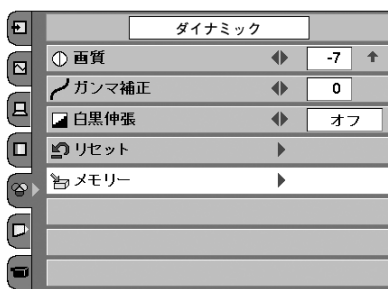 ダイナミック
画質 -7
ガンマ補正 0
白黒伸張 オフ
リセット
メモリー